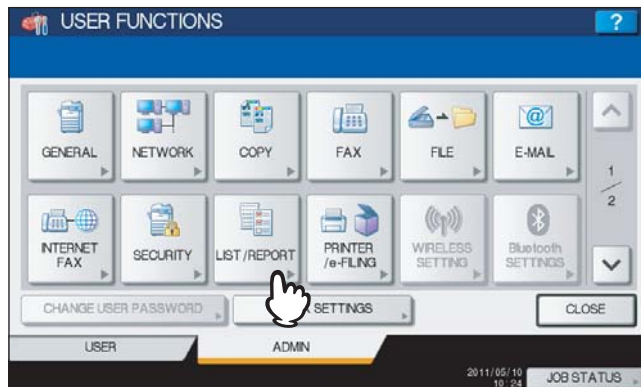 USER FUNCTIONS
?
GENERAL
NETWORK
COPY
FAX
FILE
E-MAIL
1
2
INTERNET
FAX
SECURITY
LIST/REPORT
PRINTER
/e-FILING
WIRELESS
SETTING
Bluetooth
SETTINGS
CHANGE USER PASSWORD
SETTINGS
CLOSE
USER
ADMIN
2011/05/10
10:24
JOB STATUS